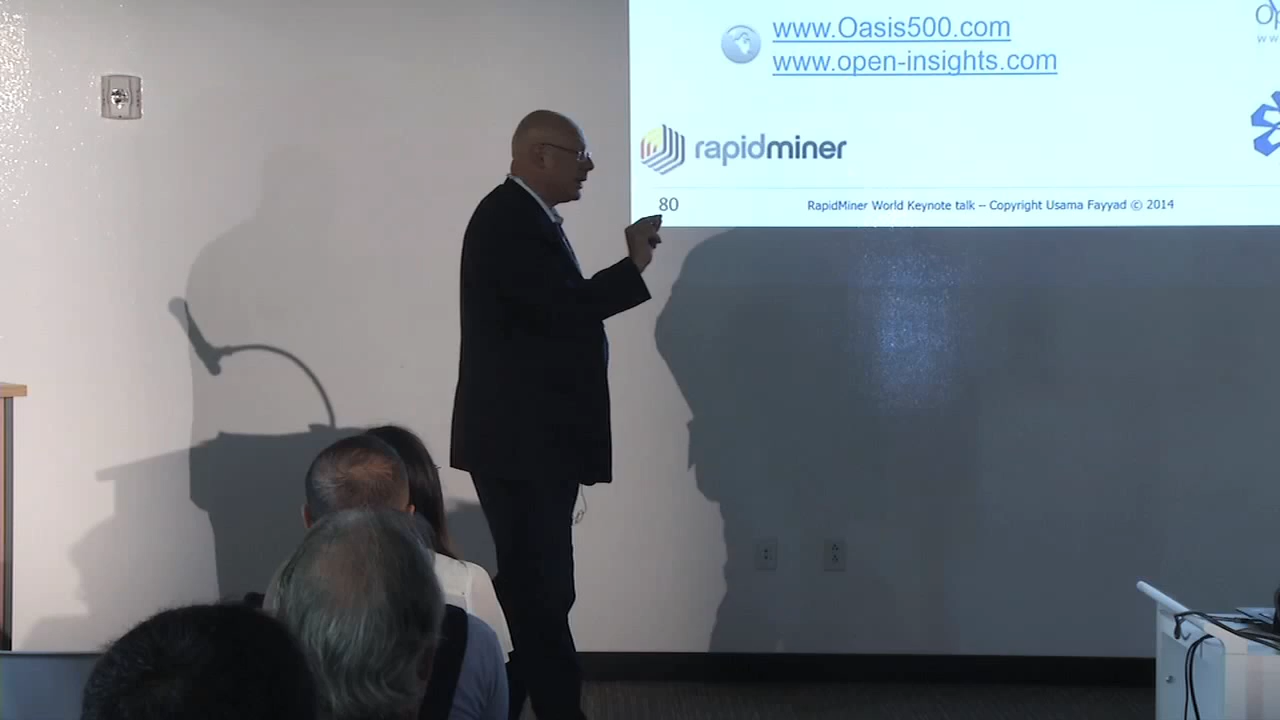 www.Oasis500.com
www.open-insights.com
rapidminer
80
RapidMiner World Keynote talk – Copyright Usama Fayyad © 2014